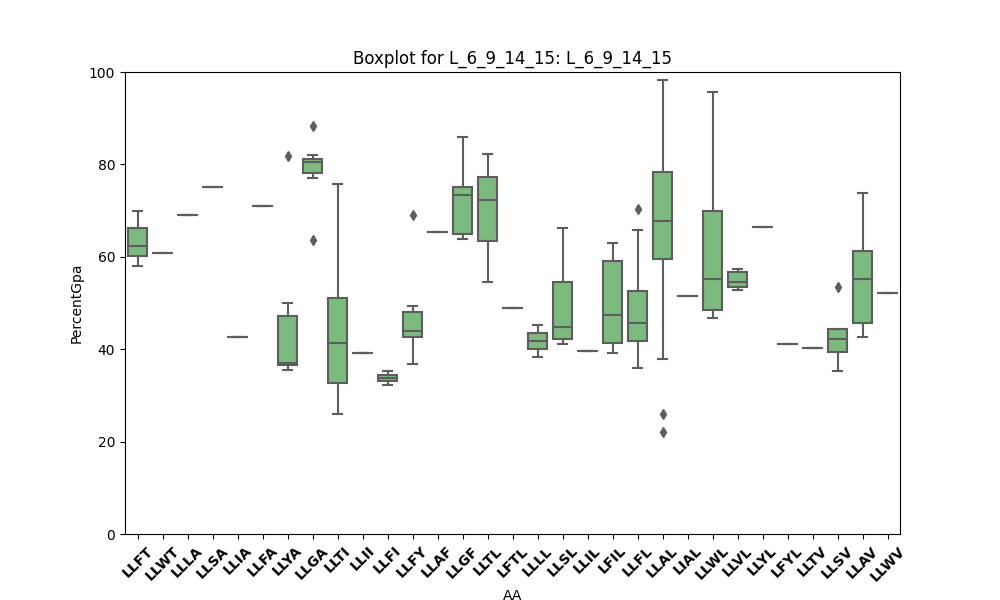 Boxplot for L_6_9_14_15: L_6_9_14_15
100
80
60
40
20
0
PercentGpa
LLFT LLWT LLLA LLSA LLIA LLFA LLYA LLGA LLTI LLII LLFI LLFY LLAF LLGF LLTL LFTL LLLL LLSL LLIL LFIL LLFL LLAL LIAL LLWL LLVL LLYL LFYL LLTV LLSV LLAV LLWV
AA